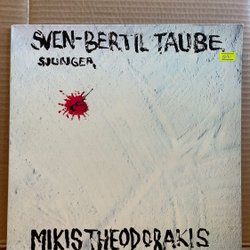 SVEN-BERTIL TAUBE
SJUNGER
MIKIS THEODORAKIS